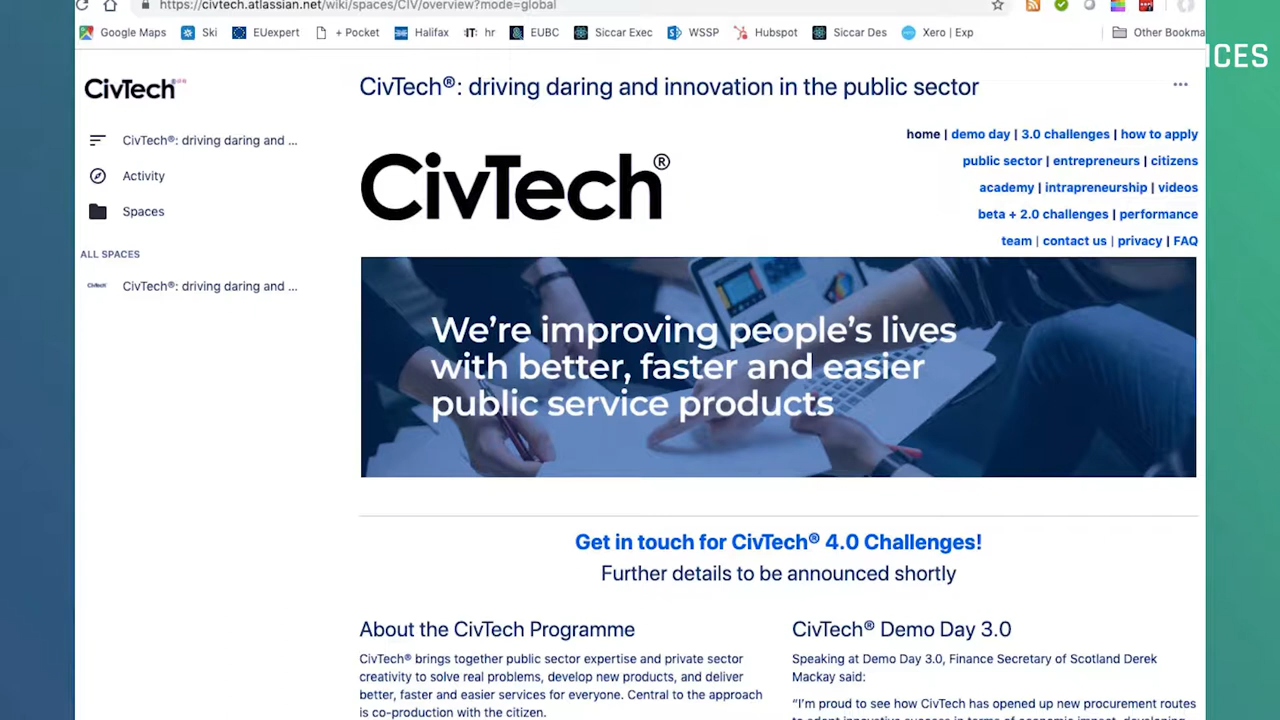 https://civtech.atlassian.net/wiki/spaces/CIV/overview?mode=global
Google Maps Ski EUexpert + Pocket Halifax IT: hr EUBC Siccar Exec WSSP Hubspot Siccar Des Xero | Exp Other Bookma
ICES
CivTech
CivTech®: driving daring and ...
Activity
Spaces
ALL SPACES
CivTech®: driving daring and ...
CivTech®: driving daring and innovation in the public sector
home | demo day | 3.0 challenges | how to apply
public sector | entrepreneurs | citizens
academy | intrapreneurship | videos
beta + 2.0 challenges | performance
team | contact us | privacy | FAQ
CivTech®
We're improving people's lives
with better, faster and easier
public service products
Get in touch for CivTech® 4.0 Challenges!
Further details to be announced shortly
About the CivTech Programme
CivTech® brings together public sector expertise and private sector
creativity to solve real problems, develop new products, and deliver
better, faster and easier services for everyone. Central to the approach
is co-production with the citizen.
CivTech® Demo Day 3.0
Speaking at Demo Day 3.0, Finance Secretary of Scotland Derek
Mackay said:
"I'm proud to see how CivTech has opened up new procurement routes